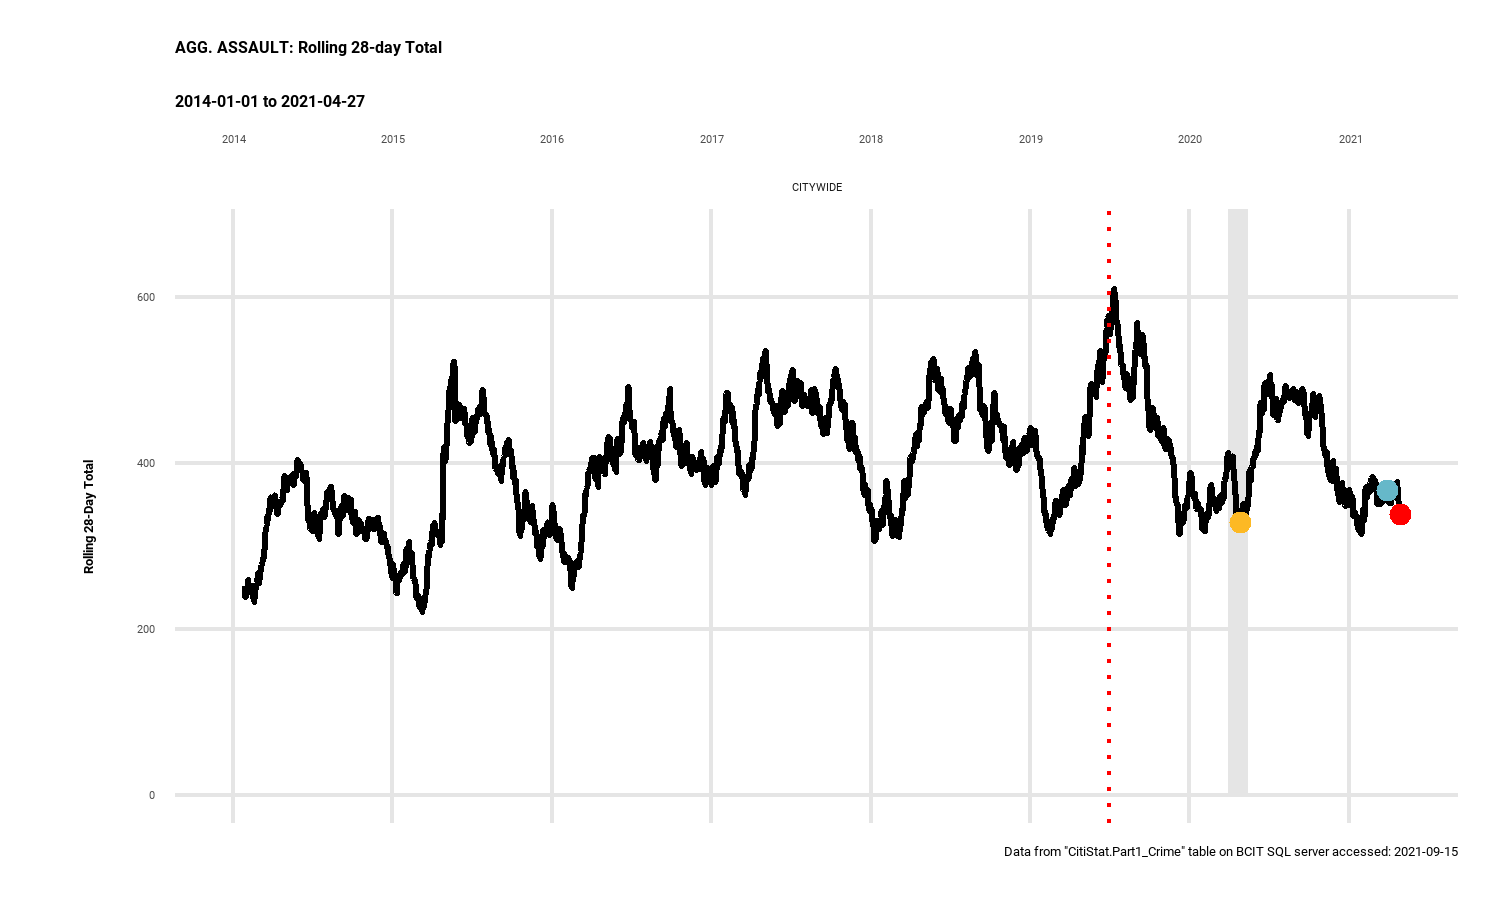 AGG. ASSAULT: Rolling 28-day Total
2014-01-01 to 2021-04-27
2014 2015 2016 2017 2018 2019 2020 2021
CITYWIDE
600
400
200
0
Rolling 28-Day Total
Data from "CitiStat.Part1_Crime" table on BCIT SQL server accessed: 2021-09-15